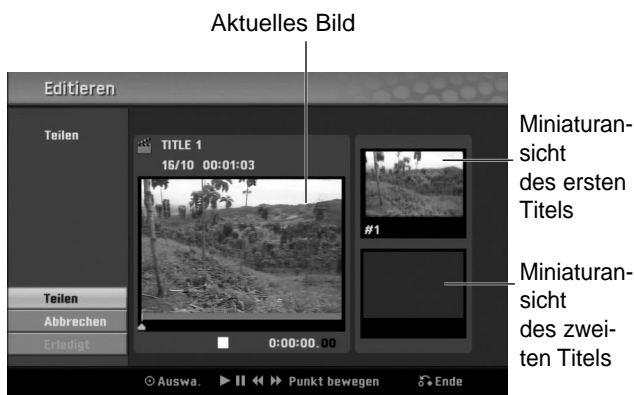 Aktuelles Bild
Editieren
Teilen
TITLE 1
16/10 00:01:03
#1
Teilen
Abbrechen
Erledigt
0:00:00.00
Auswa. Punkt bewegen Ende
Miniaturan-
sicht
des ersten
Titels
Miniaturan-
sicht
des zwei-
ten Titels